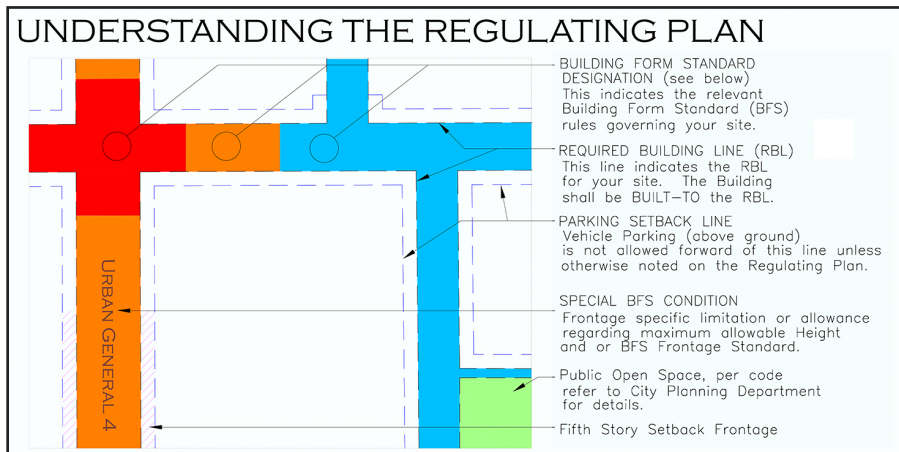 UNDERSTANDING THE REGULATING PLAN
BUILDING FORM STANDARD
DESIGNATION (see below)
This indicates the relevant
Building Form Standard (BFS)
rules governing your site.
REQUIRED BUILDING LINE (RBL)
This line indicates the RBL
for your site. The Building
shall be BUILT-TO the RBL.
PARKING SETBACK LINE
Vehicle Parking (above ground)
is not allowed forward of this line unless
otherwise noted on the Regulating Plan.
SPECIAL BFS CONDITION
Frontage specific limitation or allowance
regarding maximum allowable Height
and or BFS Frontage Standard.
Public Open Space, per code
refer to City Planning Department
for details.
Fifth Story Setback Frontage
URBAN GENERAL 4